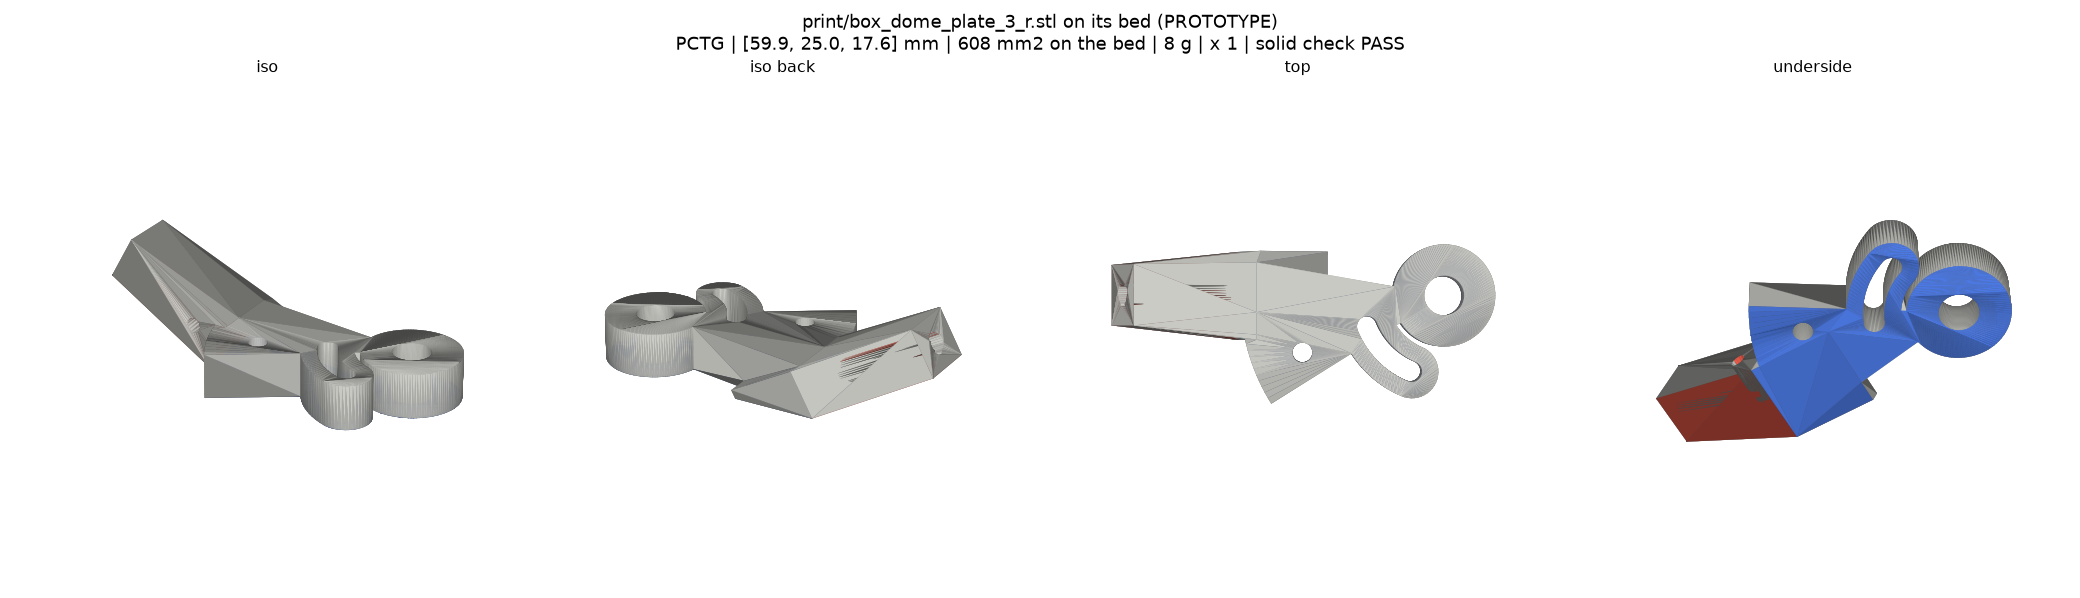 print/box_dome_plate_3_r.stl on its bed (PROTOTYPE)
PCTG | [59.9, 25.0, 17.6] mm | 608 mm2 on the bed | 8 g | x 1 | solid check PASS
iso
iso back
top
underside